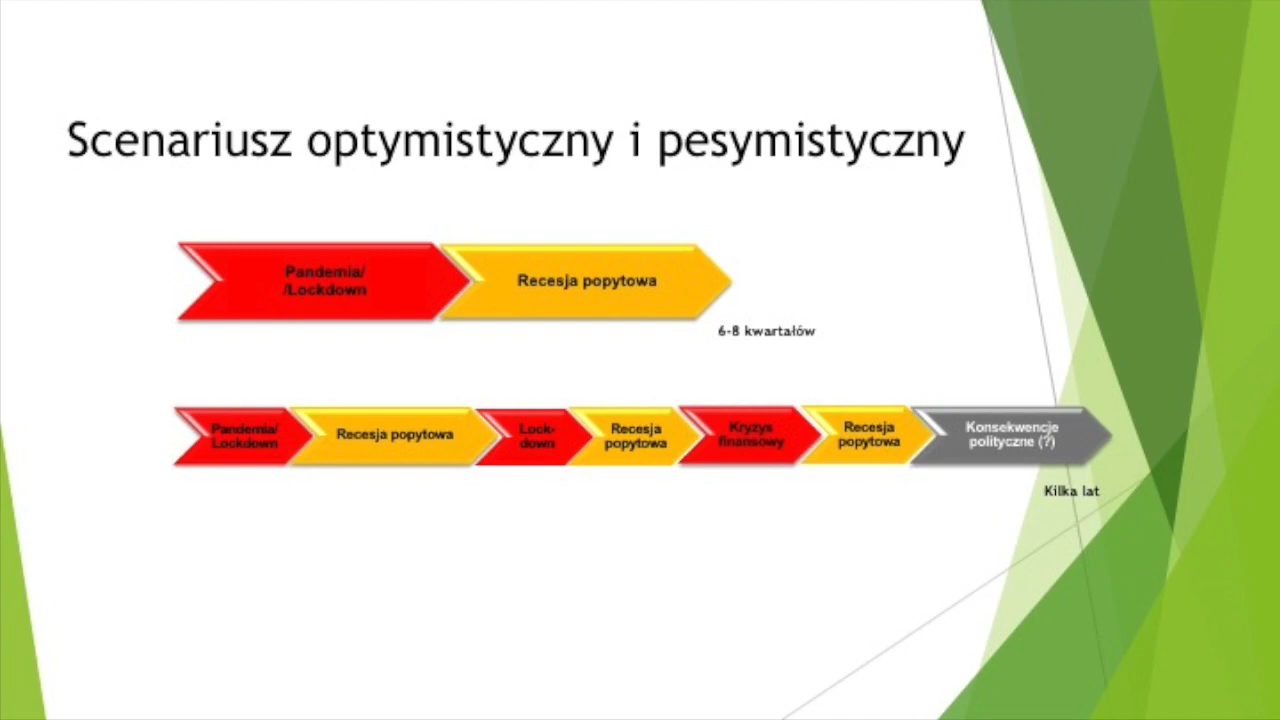 Scenariusz optymistyczny i pesymistyczny
Pandemia/
/Lockdown
Recesja popytowa
6-8 kwartałów
Pandemia/
Lockdown
Recesja popytowa
Lock-
down
Recesja
popytowa
Kryzys
finansowy
Recesja
popytowa
Konsekwencje
polityczne (?)
Kilka lat